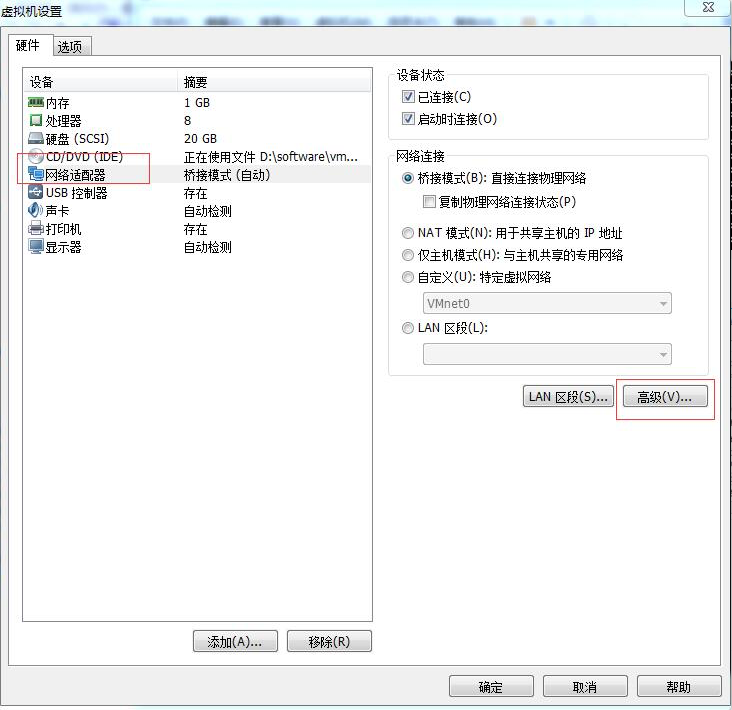 虚拟机设置
硬件 选项
设备 摘要
内存 1 GB
处理器 8
硬盘 (SCSI) 20 GB
CD/DVD (IDE) 正在使用文件 D:\software\vm...
网络适配器 桥接模式 (自动)
USB 控制器 存在
声卡 自动检测
打印机 存在
显示器 自动检测
添加(A)... 移除(R)
设备状态
已连接(C)
启动时连接(O)
网络连接
桥接模式(B): 直接连接物理网络
复制物理网络连接状态(P)
NAT 模式(N): 用于共享主机的 IP 地址
仅主机模式(H): 与主机共享的专用网络
自定义(U): 特定虚拟网络
VMnet0
LAN 区段(L):
LAN 区段(S)... 高级(V)...
确定 取消 帮助